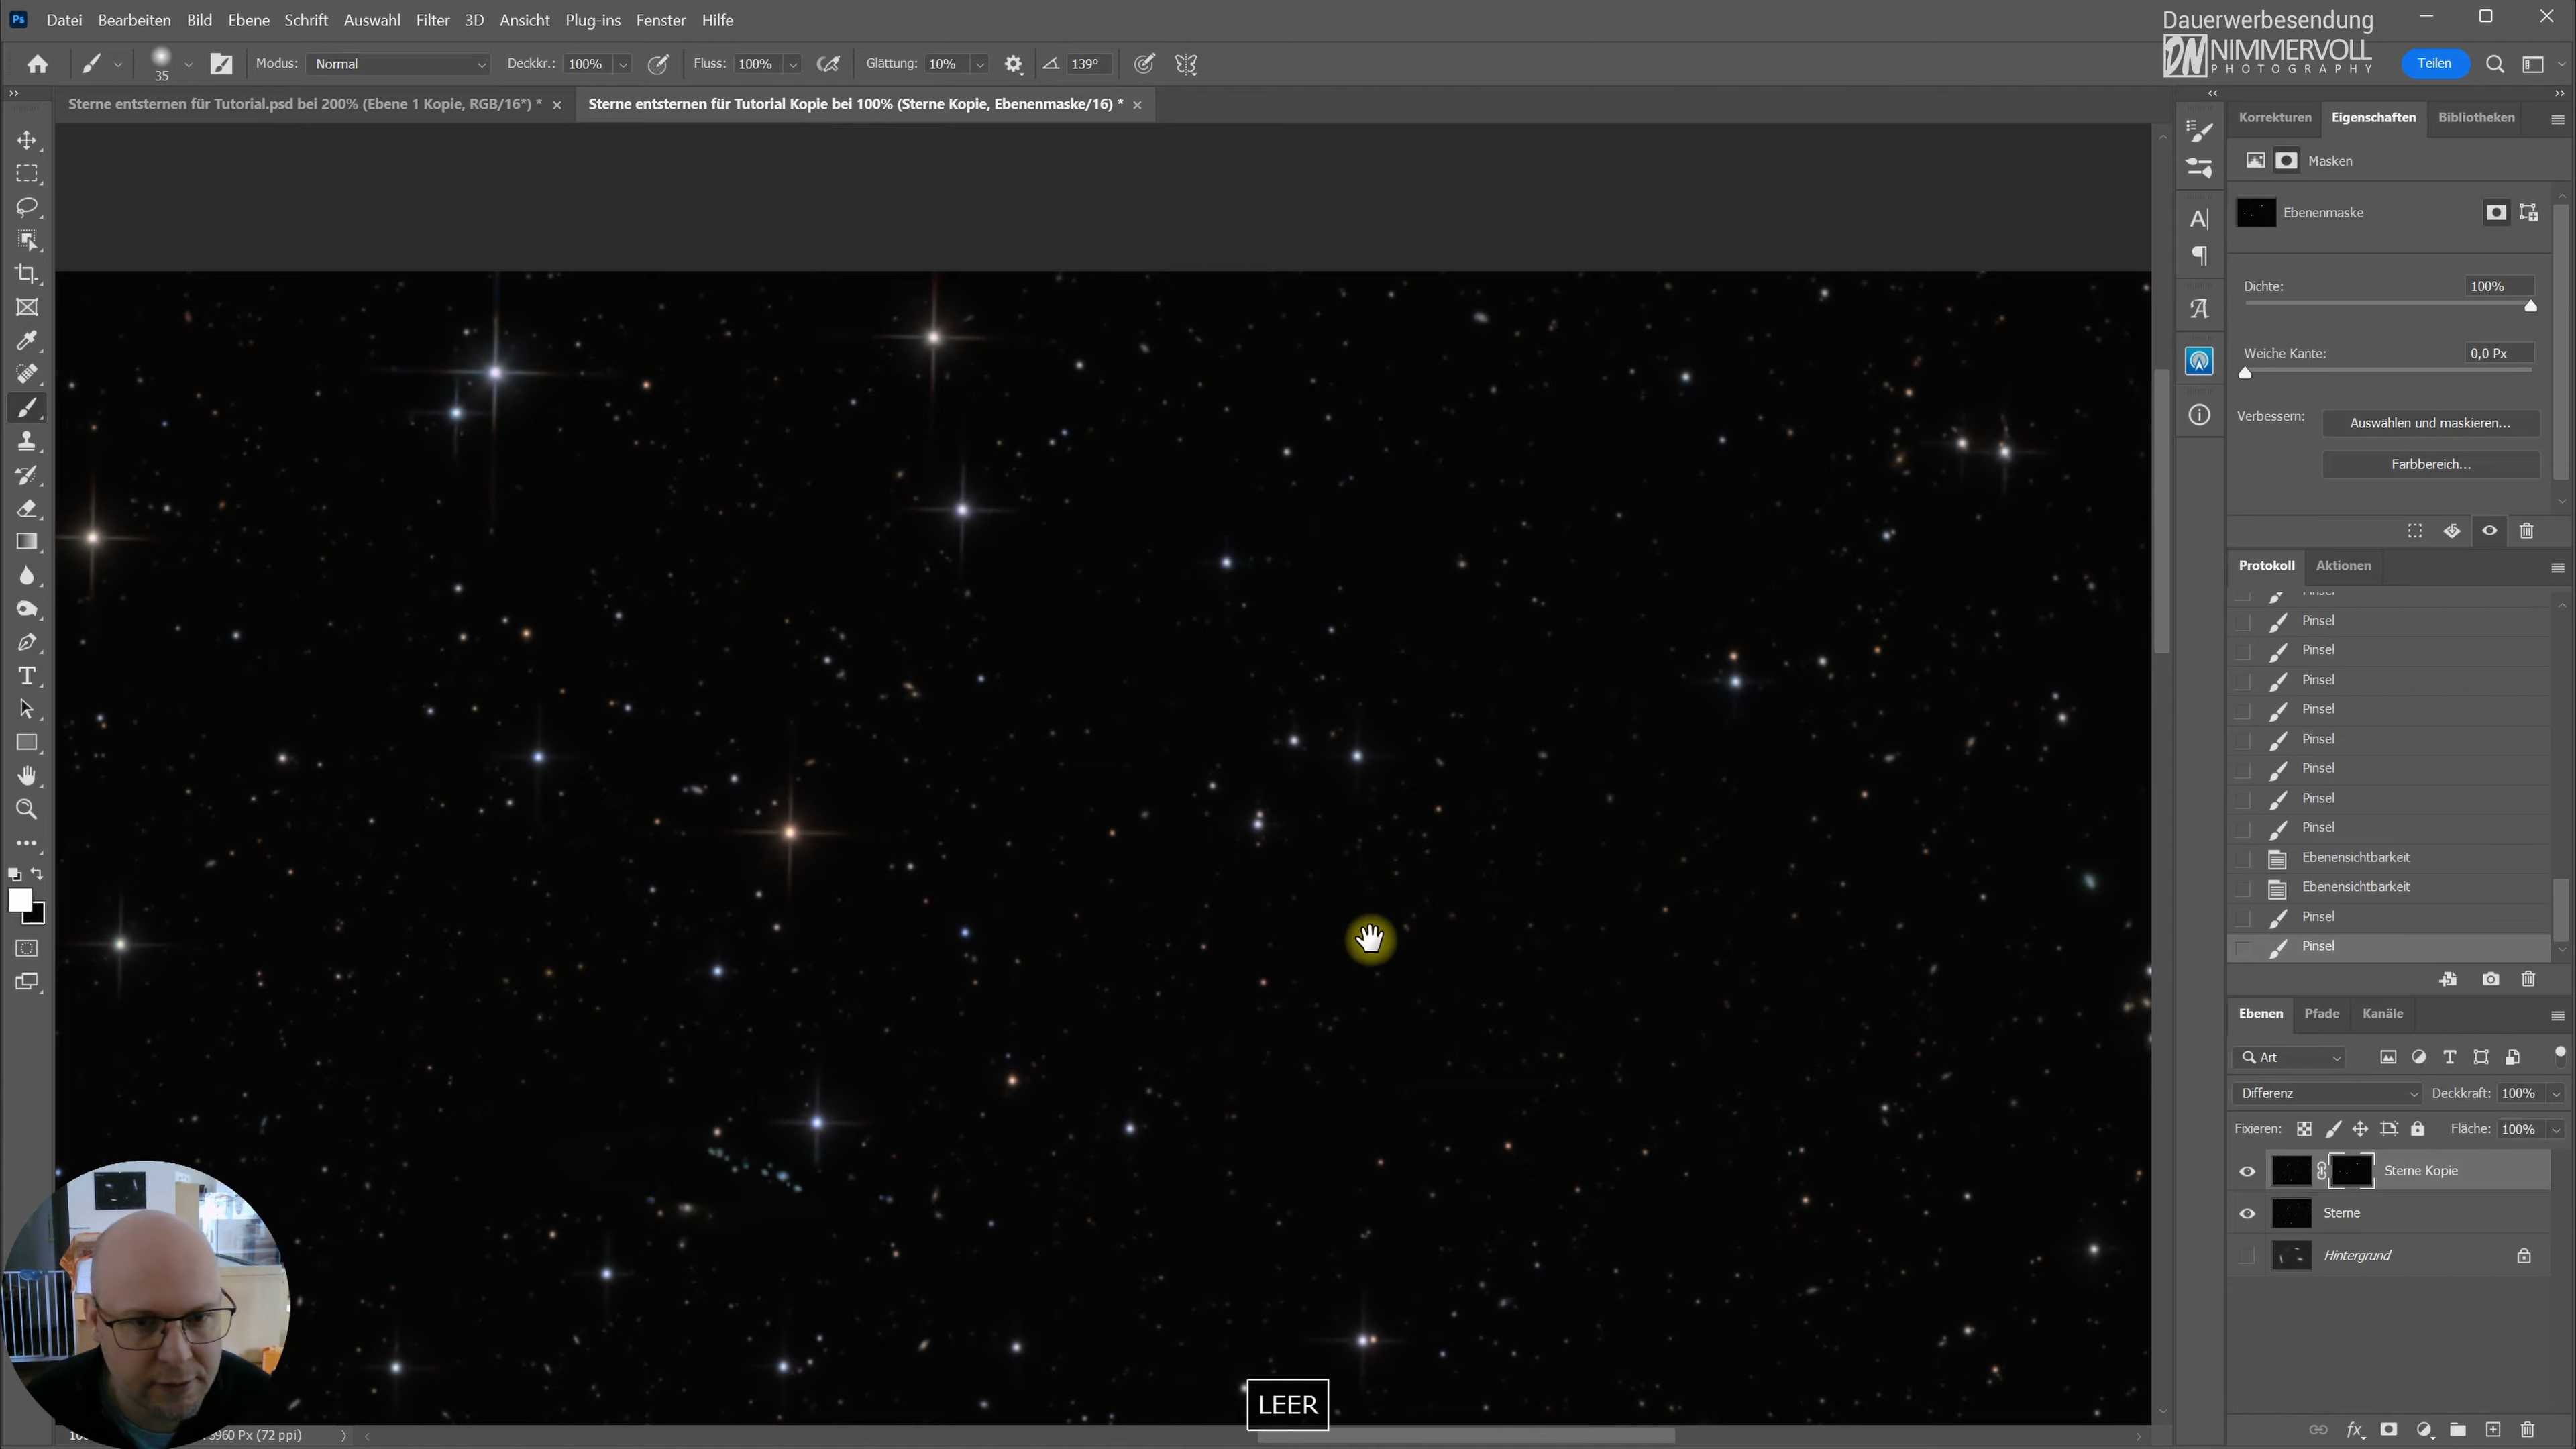 Ps Datei Bearbeiten Bild Ebene Schrift Auswahl Filter 3D Ansicht Plug-ins Fenster Hilfe
Dauerwerbesendung
DN NIMMERVOLL
PHOTOGRAPHY
35 Modus: Normal Deckkr.: 100% Fluss: 100% Glättung: 10% 139° Teilen
Sterne entsternen für Tutorial.psd bei 200% (Ebene 1 Kopie, RGB/16*) * Sterne entsternen für Tutorial Kopie bei 100% (Sterne Kopie, Ebenenmaske/16) *
Korrekturen Eigenschaften Bibliotheken
Masken
Ebenenmaske
Dichte: 100%
Weiche Kante: 0,0 Px
Verbessern: Auswählen und maskieren...
Farbbereich...
Protokoll Aktionen
Pinsel
Pinsel
Pinsel
Pinsel
Pinsel
Pinsel
Pinsel
Pinsel
Pinsel
Ebenensichtbarkeit
Ebenensichtbarkeit
Pinsel
Pinsel
Ebenen Pfade Kanäle
Art
Differenz Deckkraft: 100%
Fixieren: Fläche: 100%
Sterne Kopie
Sterne
Hintergrund
LEER
3960 Px (72 ppi)
fx